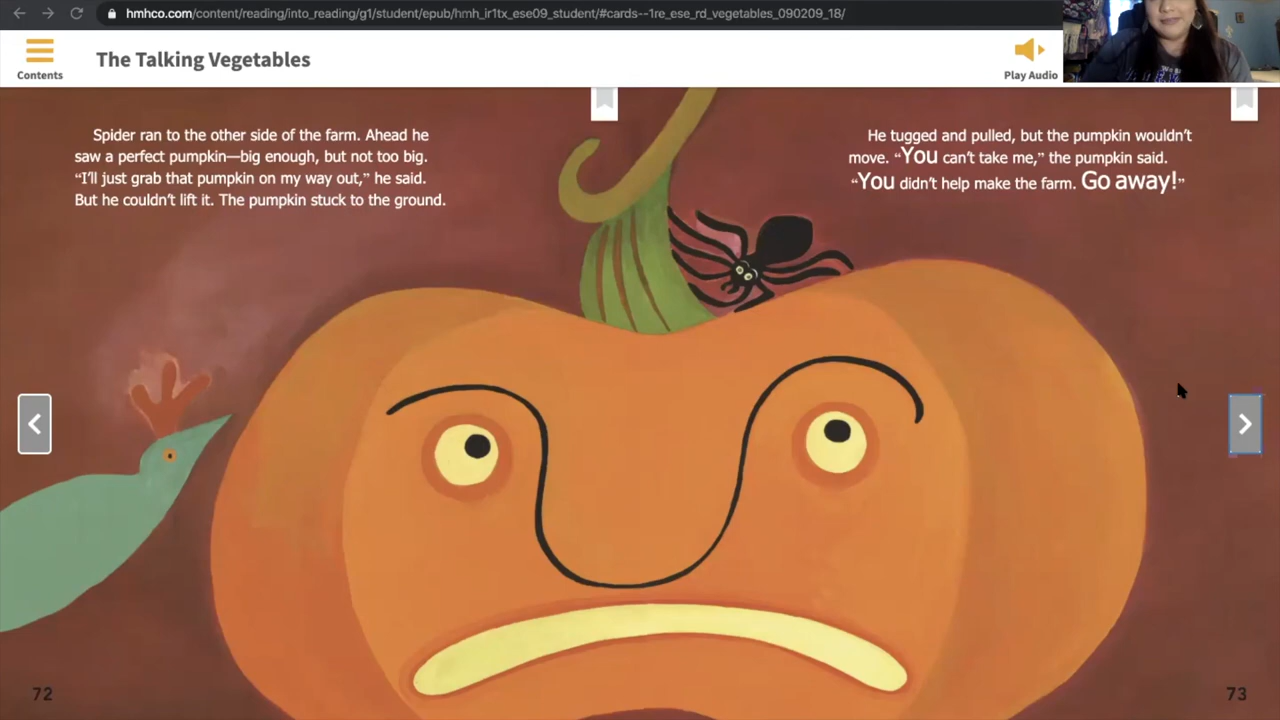 hmhco.com/content/reading/into_reading/g1/student/epub/hmh_ir1tx_ese09_student/#cards--1re_ese_rd_vegetables_090209_18/
Contents
The Talking Vegetables
Play Audio
Spider ran to the other side of the farm. Ahead he
saw a perfect pumpkin—big enough, but not too big.
“I’ll just grab that pumpkin on my way out,” he said.
But he couldn’t lift it. The pumpkin stuck to the ground.
He tugged and pulled, but the pumpkin wouldn’t
move. “You can’t take me,” the pumpkin said.
“You didn’t help make the farm. Go away!”
72
73